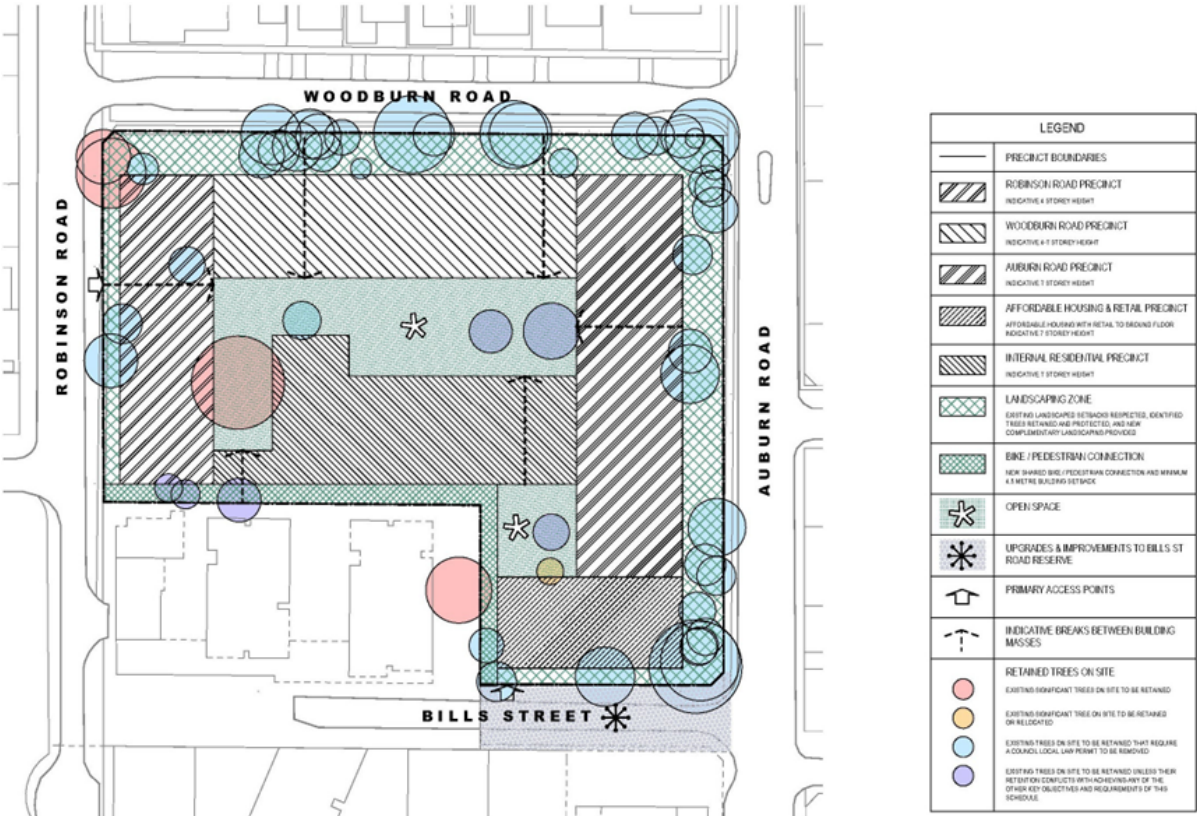 WOODBURN ROAD
ROBINSON ROAD
AUBURN ROAD
BILLS STREET
LEGEND
PRECINCT BOUNDARIES
ROBINSON ROAD PRECINCT
INDICATIVE 4 STOREY HEIGHT
WOODBURN ROAD PRECINCT
INDICATIVE 4-7 STOREY HEIGHT
AUBURN ROAD PRECINCT
INDICATIVE 7 STOREY HEIGHT
AFFORDABLE HOUSING & RETAIL PRECINCT
AFFORDABLE HOUSING WITH RETAIL TO GROUND FLOOR
INDICATIVE 7 STOREY HEIGHT
INTERNAL RESIDENTIAL PRECINCT
INDICATIVE 7 STOREY HEIGHT
LANDSCAPING ZONE
EXISTING LANDSCAPED SETBACKS RESPECTED, IDENTIFIED
TREES RETAINED AND PROTECTED, AND NEW
COMPLEMENTARY LANDSCAPING PROVIDED
BIKE / PEDESTRIAN CONNECTION
NEW SHARED BIKE / PEDESTRIAN CONNECTION AND MINIMUM
METRE BUILDING SETBACK
OPEN SPACE
UPGRADES & IMPROVEMENTS TO BILLS ST
ROAD RESERVE
PRIMARY ACCESS POINTS
INDICATIVE BREAKS BETWEEN BUILDING
MASSES
RETAINED TREES ON SITE
EXISTING SIGNIFICANT TREES ON SITE TO BE RETAINED
EXISTING SIGNIFICANT TREE ON SITE TO BE RETAINED
OR RELOCATED
EXISTING TREES ON SITE TO BE RETAINED THAT REQUIRE
A COUNCIL LOCAL LAW PERMIT TO BE REMOVED
EXISTING TREES ON SITE TO BE RETAINED UNLESS THEIR
RETENTION CONFLICTS WITH ACHIEVING ANY OF THE
OTHER KEY OBJECTIVES AND REQUIREMENTS OF THIS
SCHEDULE